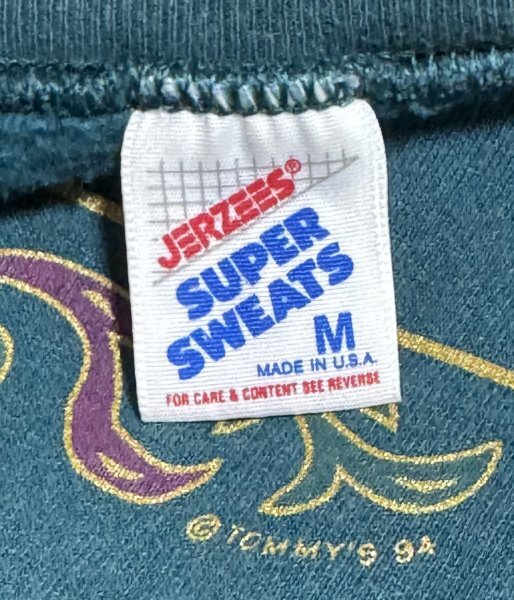 JERZEES®
SUPER
SWEATS
M
MADE IN U.S.A.
FOR CARE & CONTENT SEE REVERSE
© TOMMY'S 94